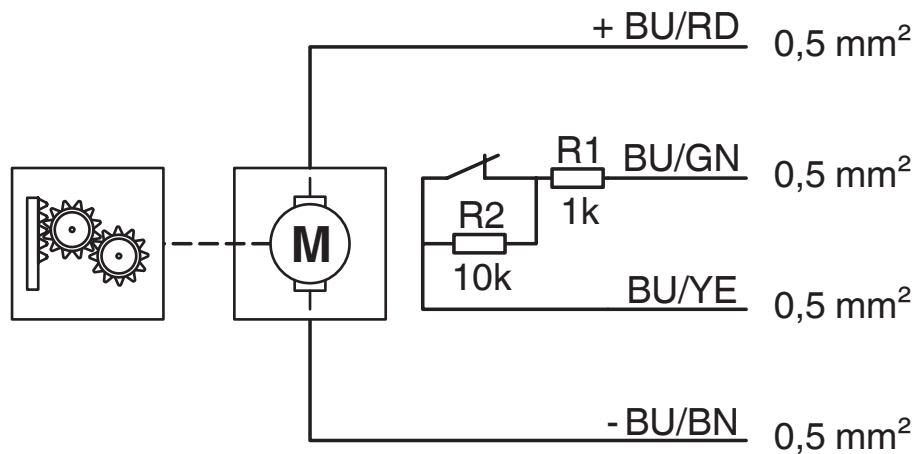 + BU/RD 0,5 mm²
R1 BU/GN 0,5 mm²
1k
R2
10k
M
BU/YE 0,5 mm²
- BU/BN 0,5 mm²